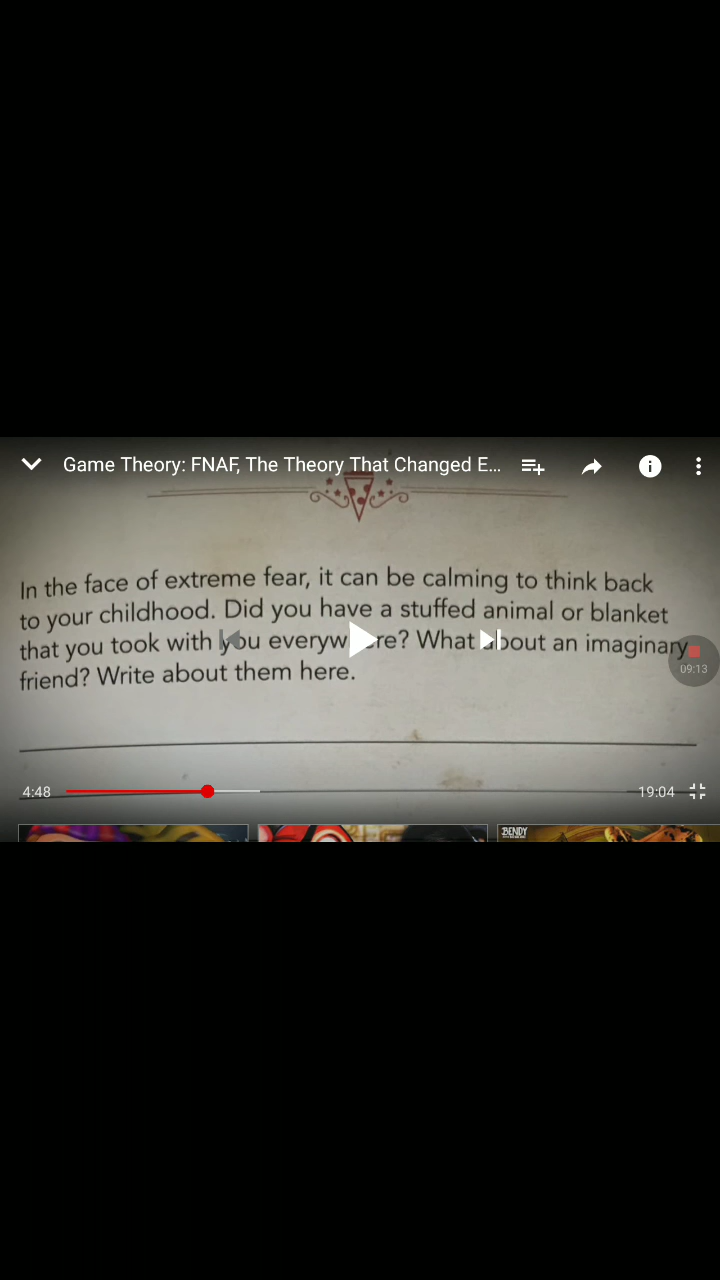 Game Theory: FNAF, The Theory That Changed E...
In the face of extreme fear, it can be calming to think back
to your childhood. Did you have a stuffed animal or blanket
that you took with you everywhere? What about an imaginary
friend? Write about them here.
09:13
4:48 19:04
BENDY